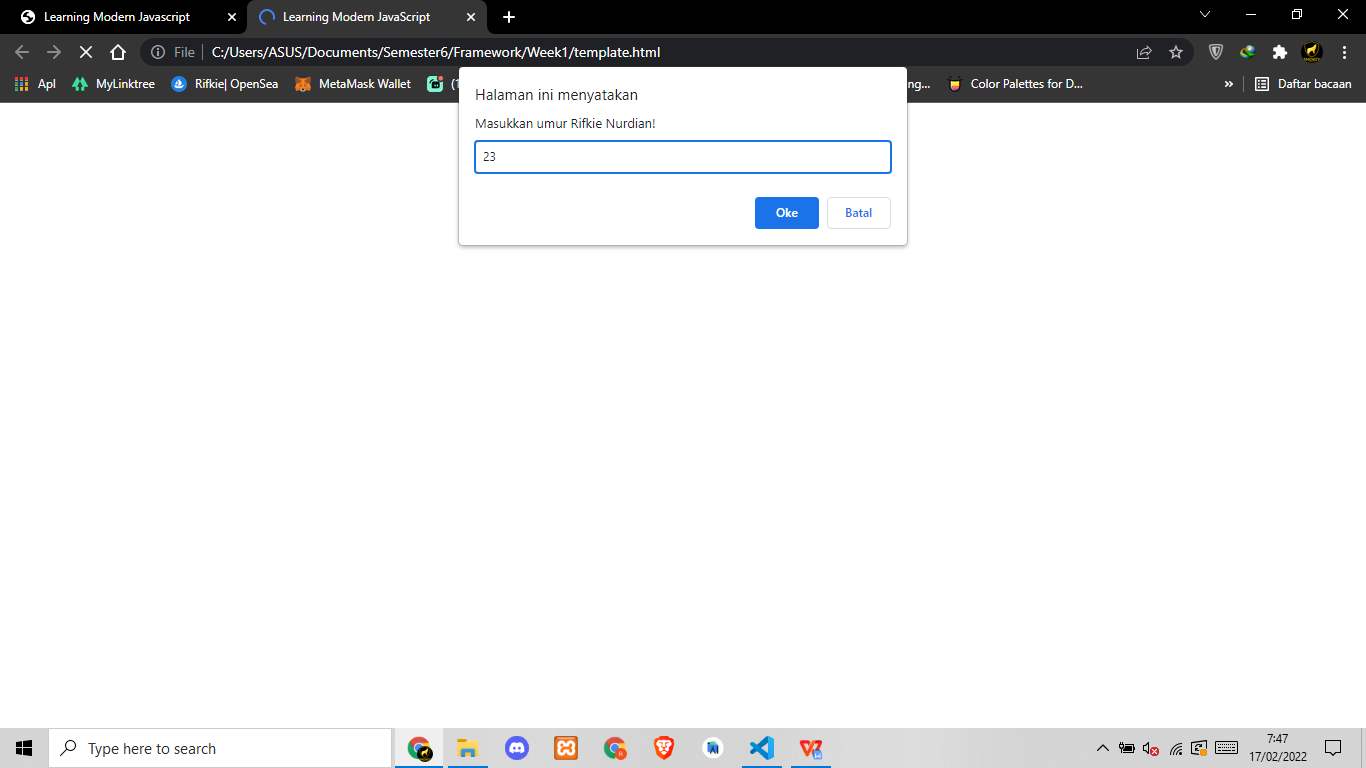 Learning Modern Javascript
Learning Modern JavaScript
File
C:/Users/ASUS/Documents/Semester6/Framework/Week1/template.html
Apl
MyLinktree
Rifkie| OpenSea
MetaMask Wallet
(1
ng...
Color Palettes for D...
»
Daftar bacaan
Halaman ini menyatakan
Masukkan umur Rifkie Nurdian!
23
Oke
Batal
Type here to search
7:47
17/02/2022